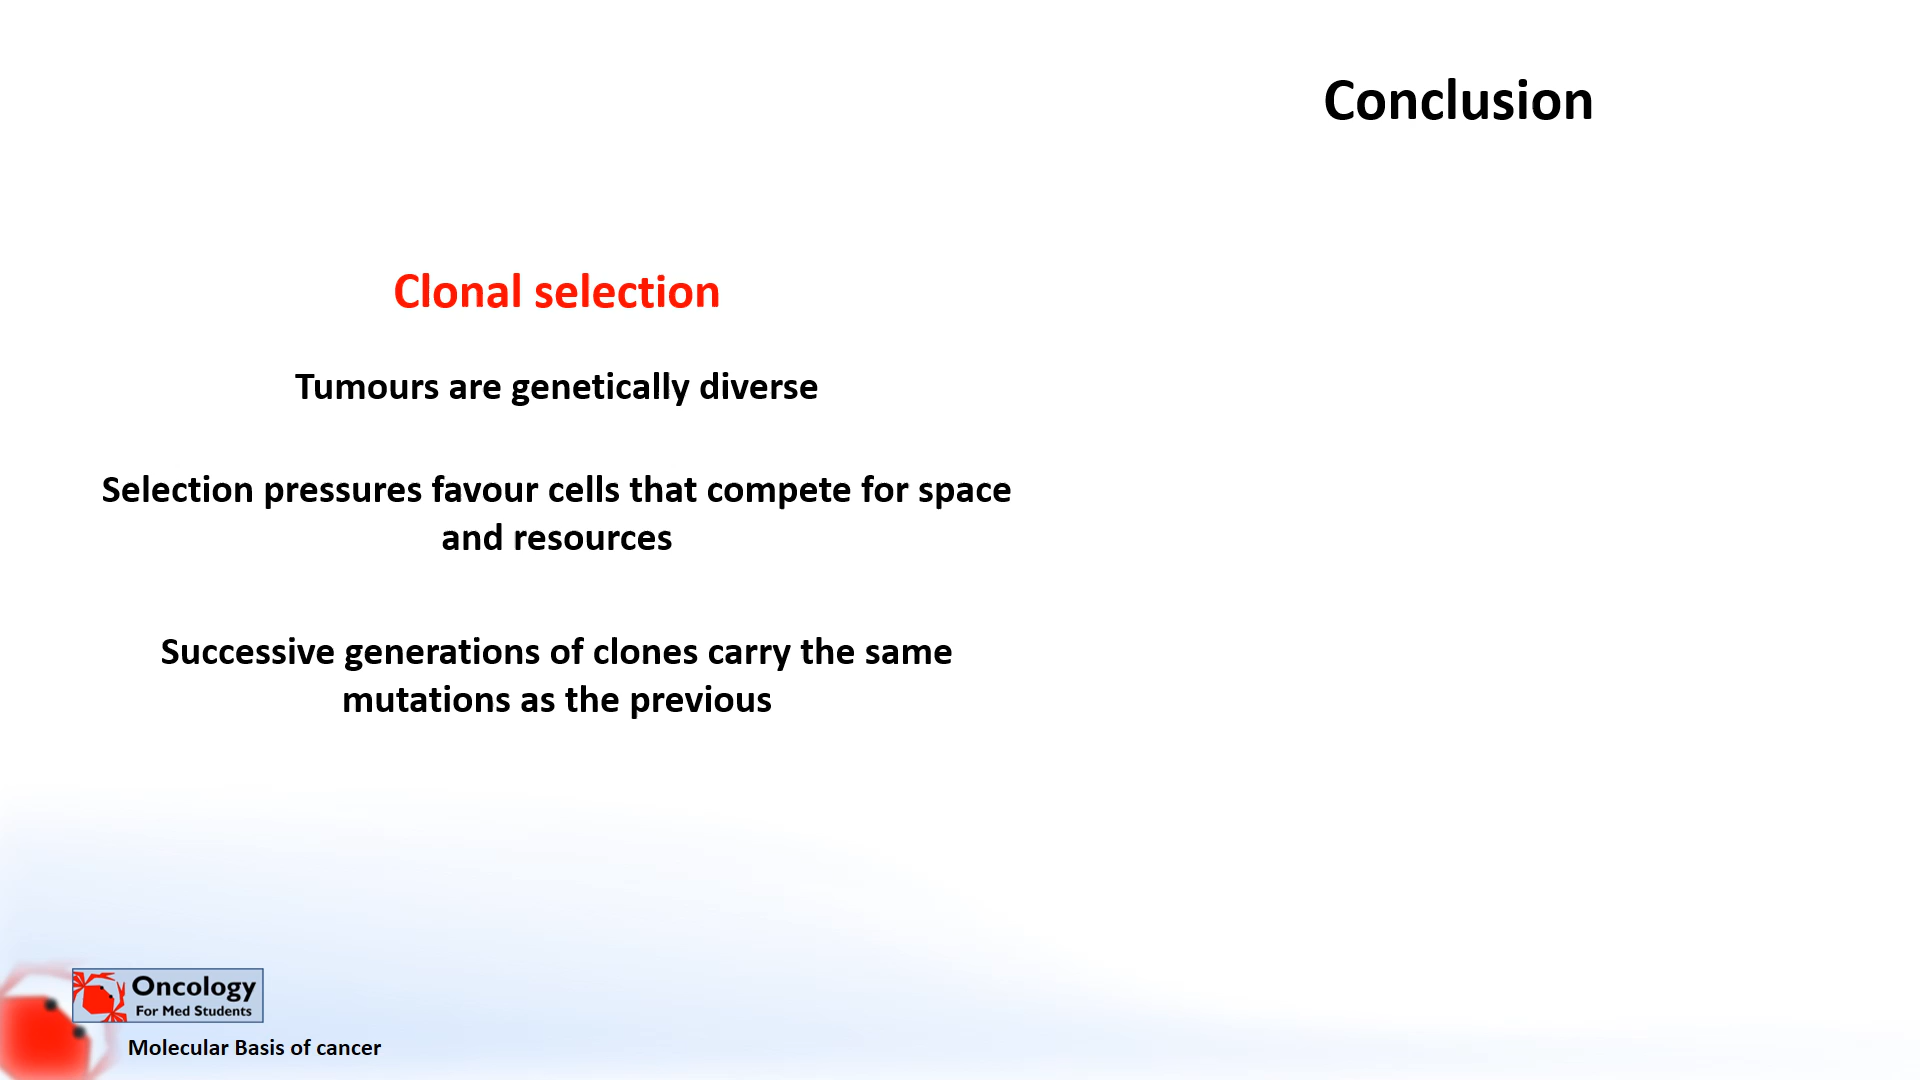 Conclusion
Clonal selection
Tumours are genetically diverse
Selection pressures favour cells that compete for space
and resources
Successive generations of clones carry the same
mutations as the previous
Oncology
For Med Students
Molecular Basis of cancer